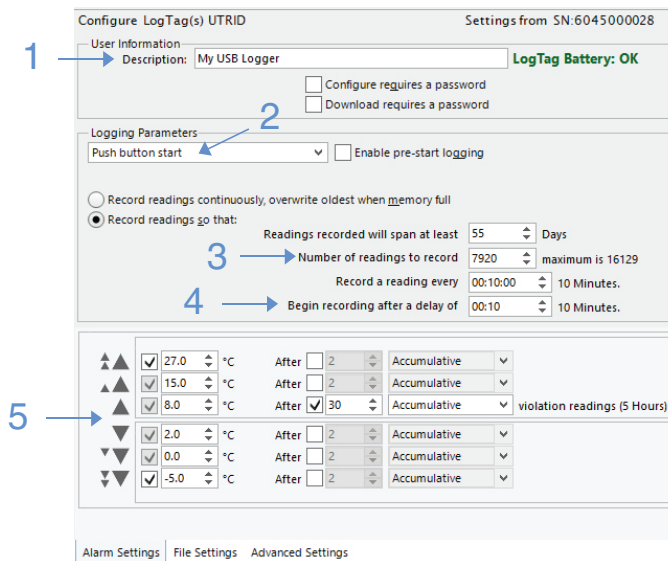 Configure LogTag(s) UTRID Settings from SN:6045000028
User Information
1 Description: My USB Logger LogTag Battery: OK
Configure requires a password
Download requires a password
2
Logging Parameters
Push button start Enable pre-start logging
Record readings continuously, overwrite oldest when memory full
Record readings so that:
Readings recorded will span at least 55 Days
3 Number of readings to record 7920 maximum is 16129
Record a reading every 00:10:00 10 Minutes.
4 Begin recording after a delay of 00:10 10 Minutes.
27.0 °C After 2 Accumulative
15.0 °C After 2 Accumulative
5 8.0 °C After 30 Accumulative violation readings (5 Hours)
2.0 °C After 2 Accumulative
0.0 °C After 2 Accumulative
-5.0 °C After 2 Accumulative
Alarm Settings File Settings Advanced Settings